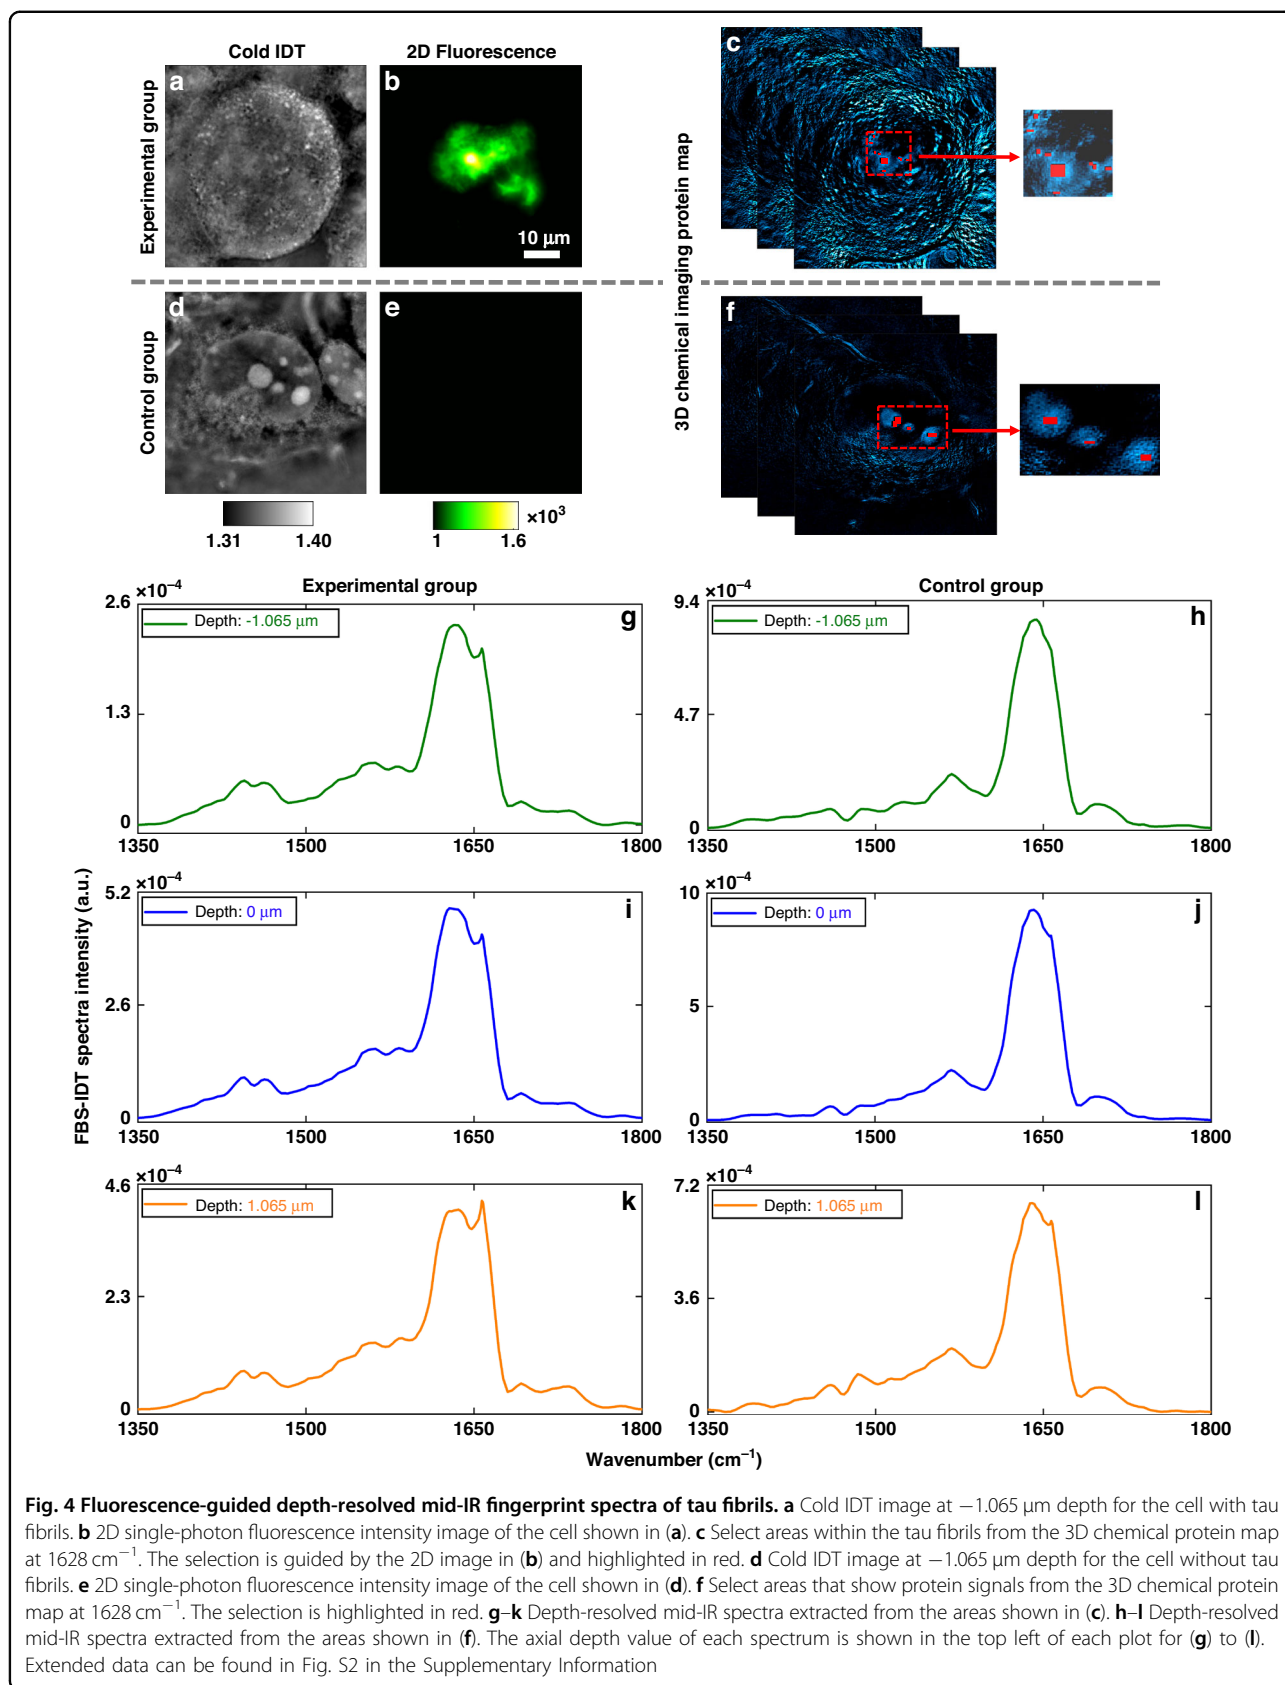 Cold IDT
2D Fluorescence
Experimental group
Control group
a
b
10 μm
c
3D chemical imaging protein map
d
e
f
1.31
1.40
1
1.6
×10³
Experimental group
Control group
FBS-IDT spectra intensity (a.u.)
×10⁻⁴
2.6
1.3
0
Depth: -1.065 μm
g
1350
1500
1650
1800
×10⁻⁴
9.4
4.7
0
Depth: -1.065 μm
h
1350
1500
1650
1800
×10⁻⁴
5.2
2.6
0
Depth: 0 μm
i
1350
1500
1650
1800
×10⁻⁴
10
5
0
Depth: 0 μm
j
1350
1500
1650
1800
×10⁻⁴
4.6
2.3
0
Depth: 1.065 μm
k
1350
1500
1650
1800
×10⁻⁴
7.2
3.6
0
Depth: 1.065 μm
l
1350
1500
1650
1800
Wavenumber (cm⁻¹)
Fig. 4 Fluorescence-guided depth-resolved mid-IR fingerprint spectra of tau fibrils. a Cold IDT image at −1.065 μm depth for the cell with tau
fibrils. b 2D single-photon fluorescence intensity image of the cell shown in (a). c Select areas within the tau fibrils from the 3D chemical protein map
at 1628 cm⁻¹. The selection is guided by the 2D image in (b) and highlighted in red. d Cold IDT image at −1.065 μm depth for the cell without tau
fibrils. e 2D single-photon fluorescence intensity image of the cell shown in (d). f Select areas that show protein signals from the 3D chemical protein
map at 1628 cm⁻¹. The selection is highlighted in red. g–k Depth-resolved mid-IR spectra extracted from the areas shown in (c). h–l Depth-resolved
mid-IR spectra extracted from the areas shown in (f). The axial depth value of each spectrum is shown in the top left of each plot for (g) to (l).
Extended data can be found in Fig. S2 in the Supplementary Information